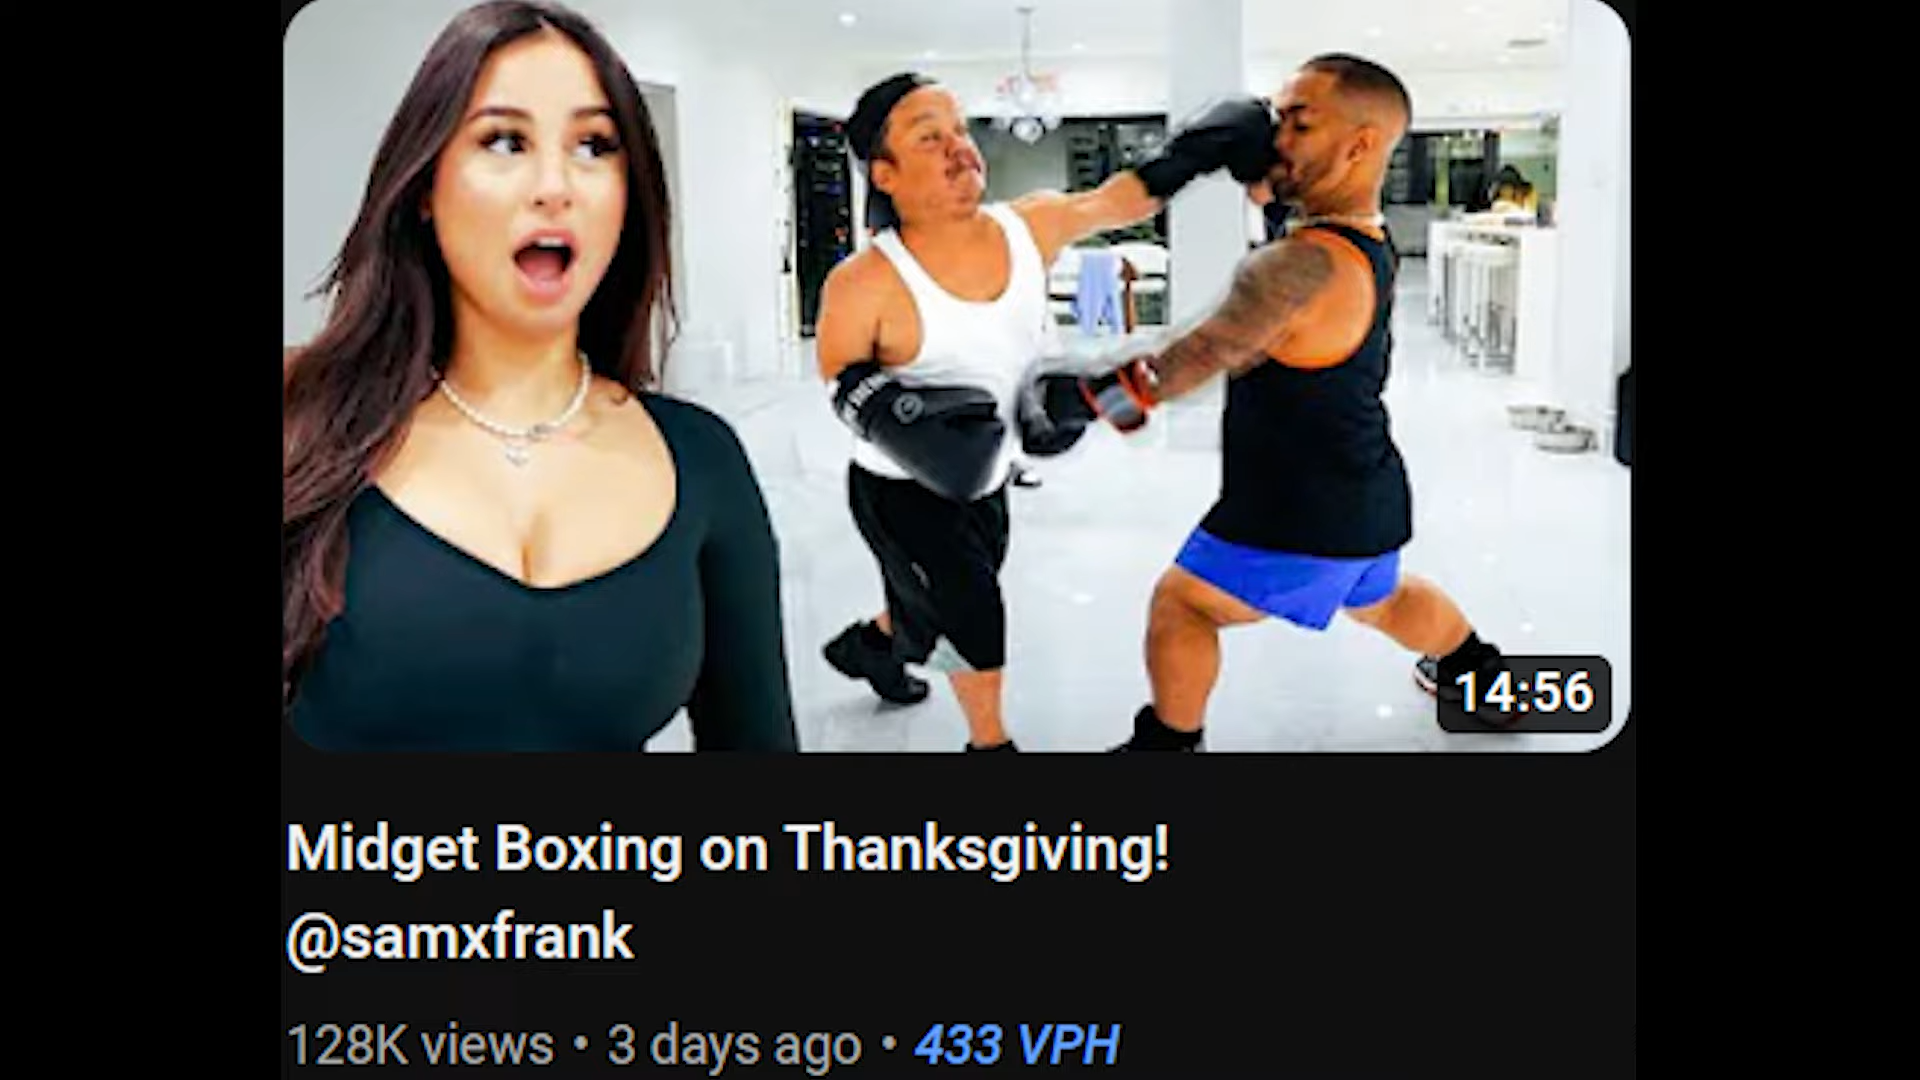 14:56
Midget Boxing on Thanksgiving!
@samxfrank
128K views • 3 days ago • 433 VPH